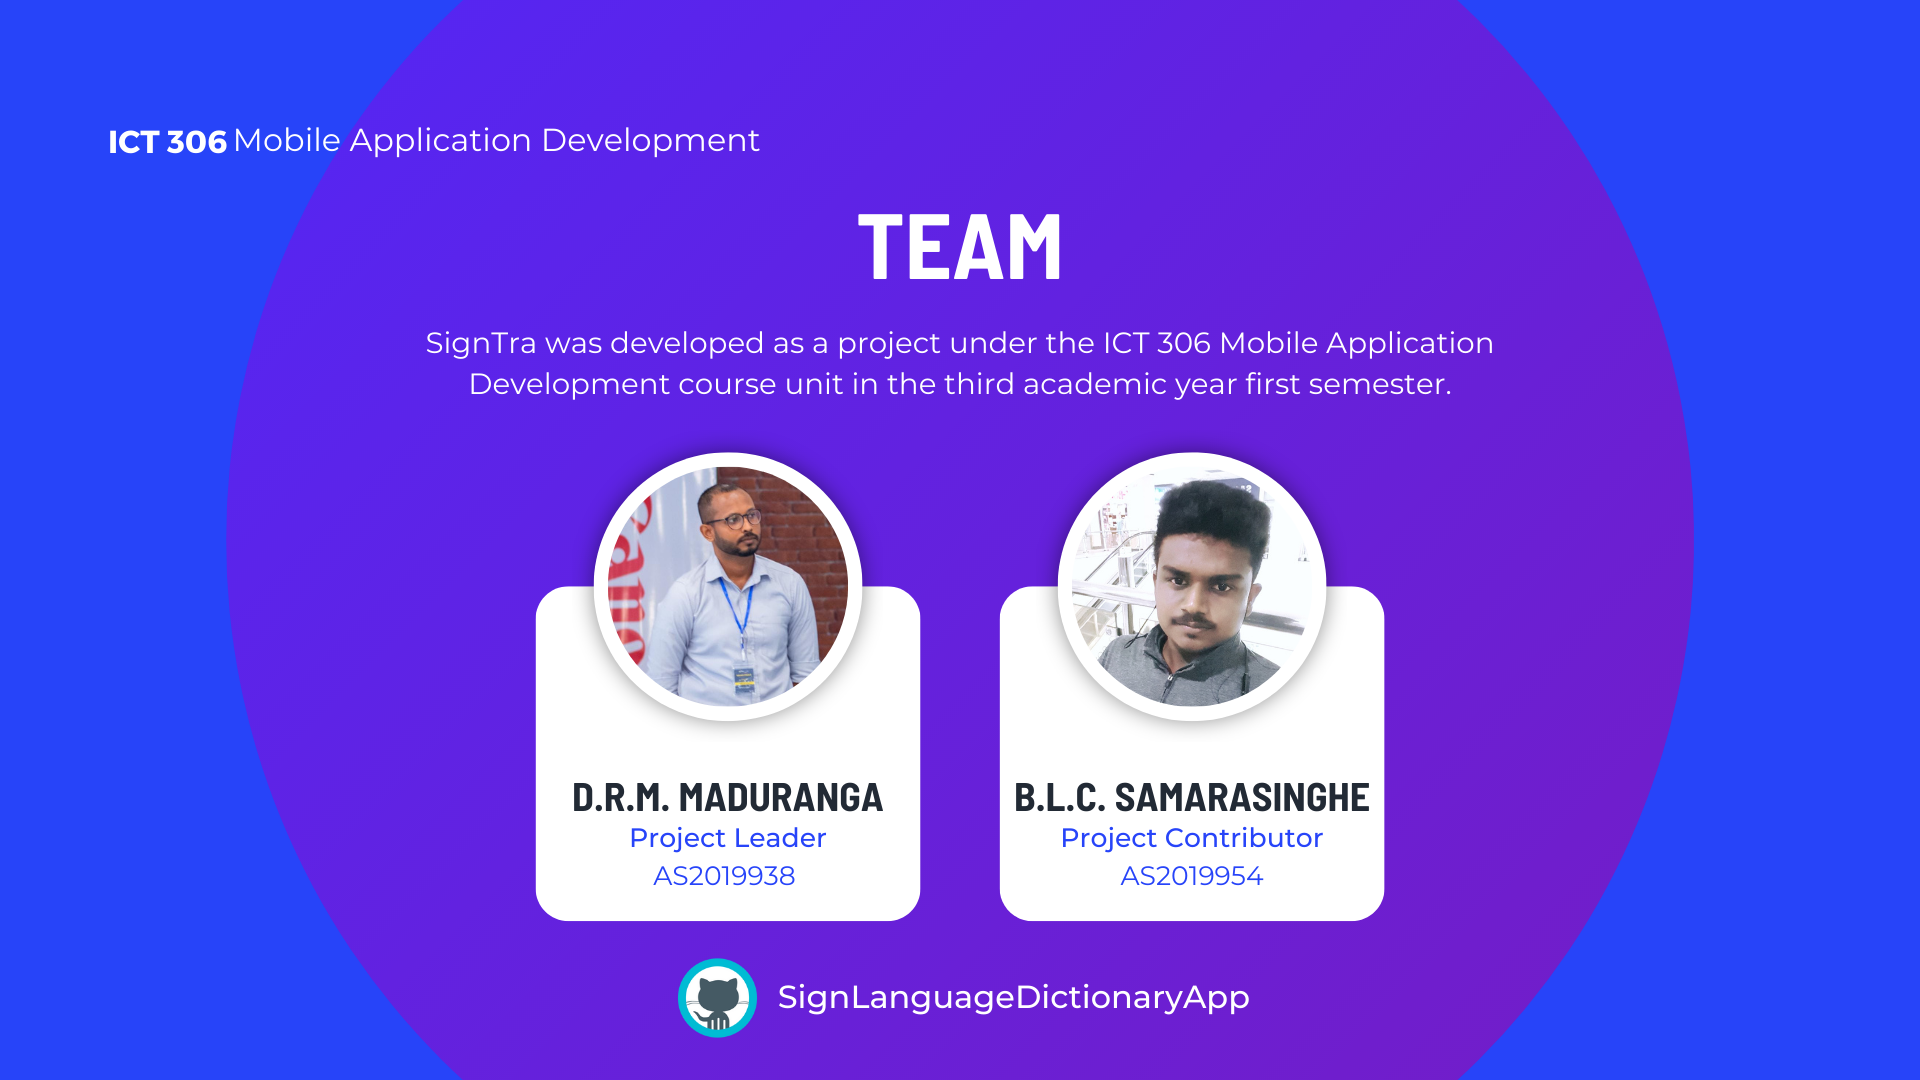 ICT 306 Mobile Application Development
TEAM
SignTra was developed as a project under the ICT 306 Mobile Application
Development course unit in the third academic year first semester.
D.R.M. MADURANGA
Project Leader
AS2019938
B.L.C. SAMARASINGHE
Project Contributor
AS2019954
SignLanguageDictionaryApp